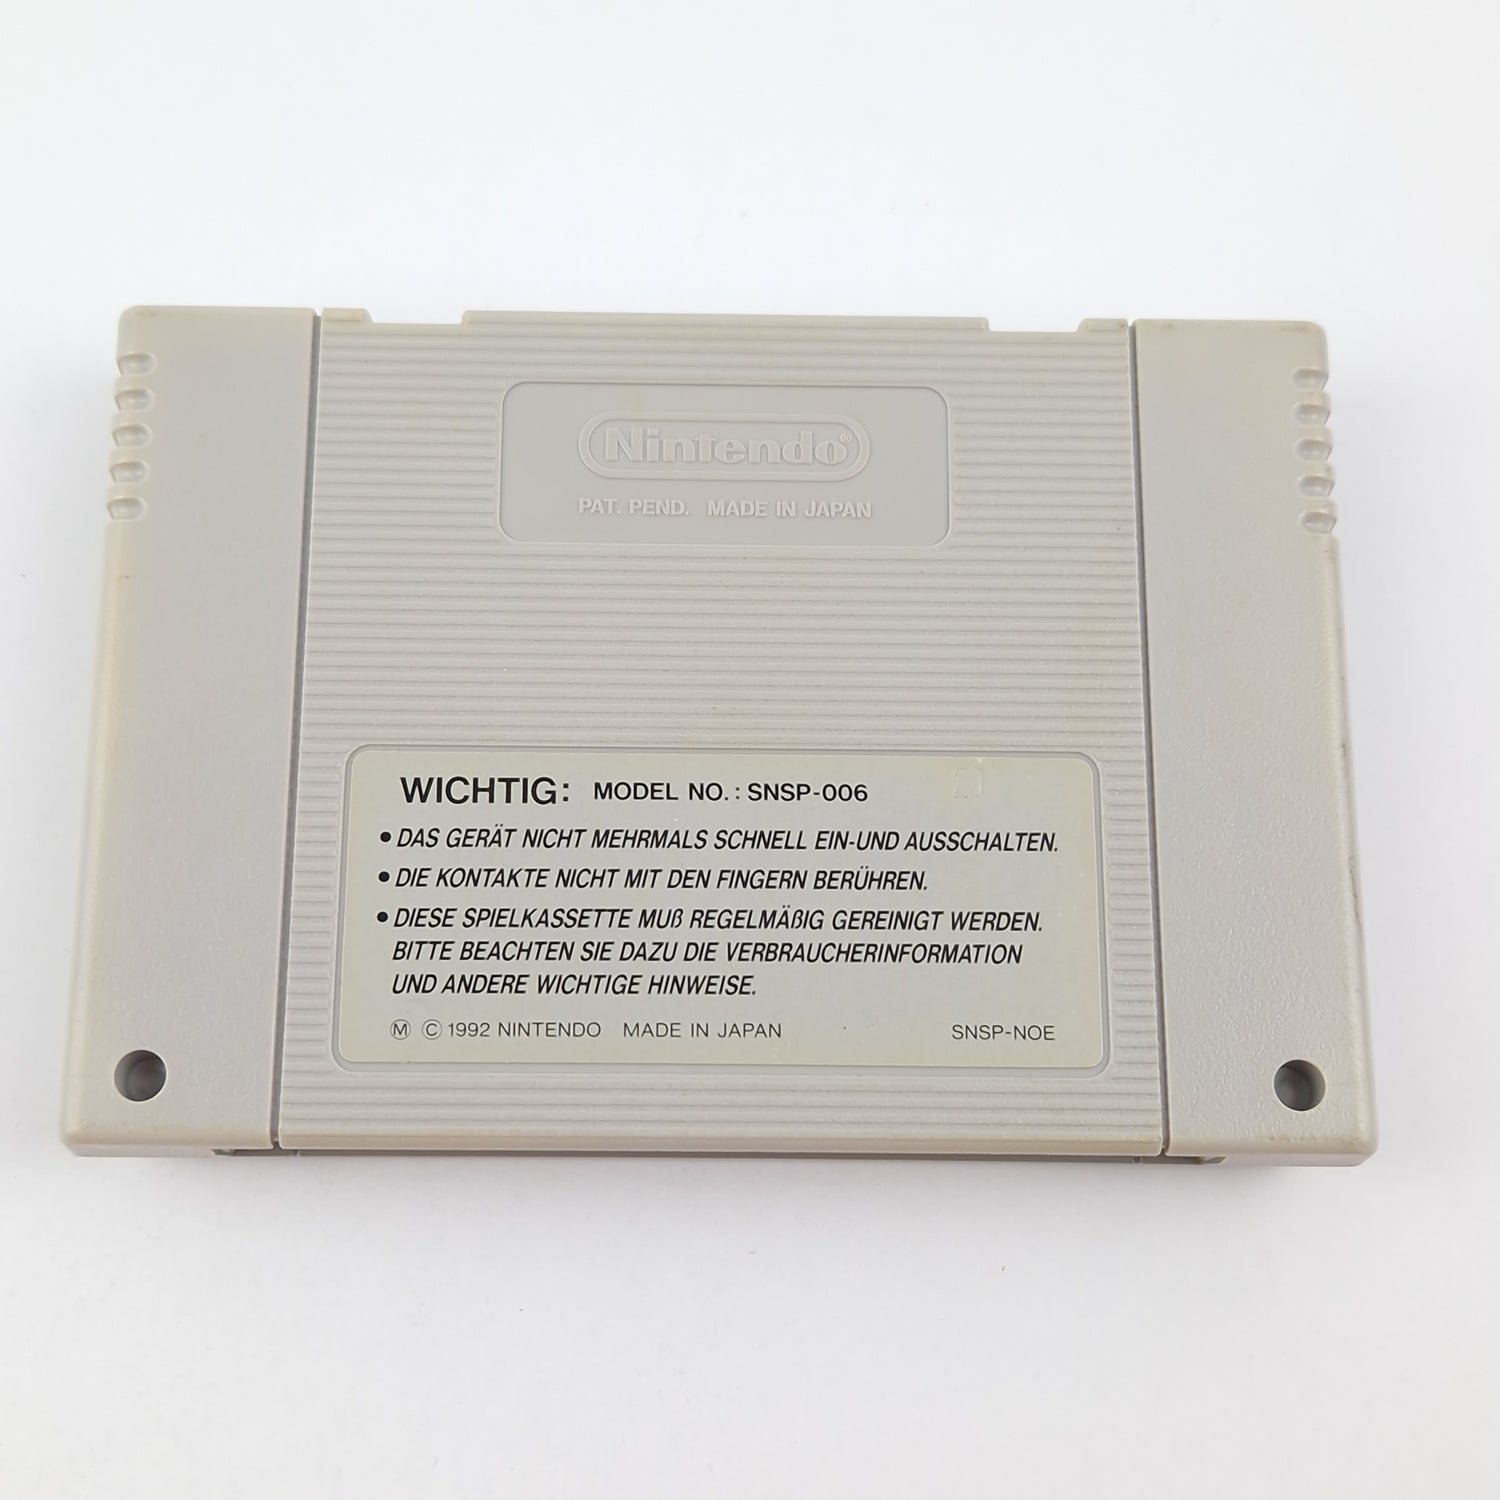 Nintendo®
PAT. PEND. MADE IN JAPAN
WICHTIG: MODEL NO.: SNSP-006
• DAS GERÄT NICHT MEHRMALS SCHNELL EIN-UND AUSSCHALTEN.
• DIE KONTAKTE NICHT MIT DEN FINGERN BERÜHREN.
• DIESE SPIELKASSETTE MUß REGELMÄßIG GEREINIGT WERDEN.
BITTE BEACHTEN SIE DAZU DIE VERBRAUCHERINFORMATION
UND ANDERE WICHTIGE HINWEISE.
Ⓜ © 1992 NINTENDO MADE IN JAPAN SNSP-NOE